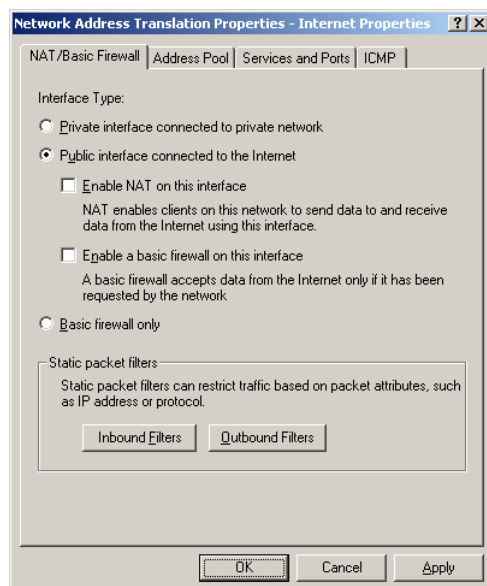 Network Address Translation Properties - Internet Properties
NAT/Basic Firewall Address Pool Services and Ports ICMP
Interface Type:
Private interface connected to private network
Public interface connected to the Internet
Enable NAT on this interface
NAT enables clients on this network to send data to and receive
data from the Internet using this interface.
Enable a basic firewall on this interface
A basic firewall accepts data from the Internet only if it has been
requested by the network
Basic firewall only
Static packet filters
Static packet filters can restrict traffic based on packet attributes, such
as IP address or protocol.
Inbound Filters Outbound Filters
OK Cancel Apply